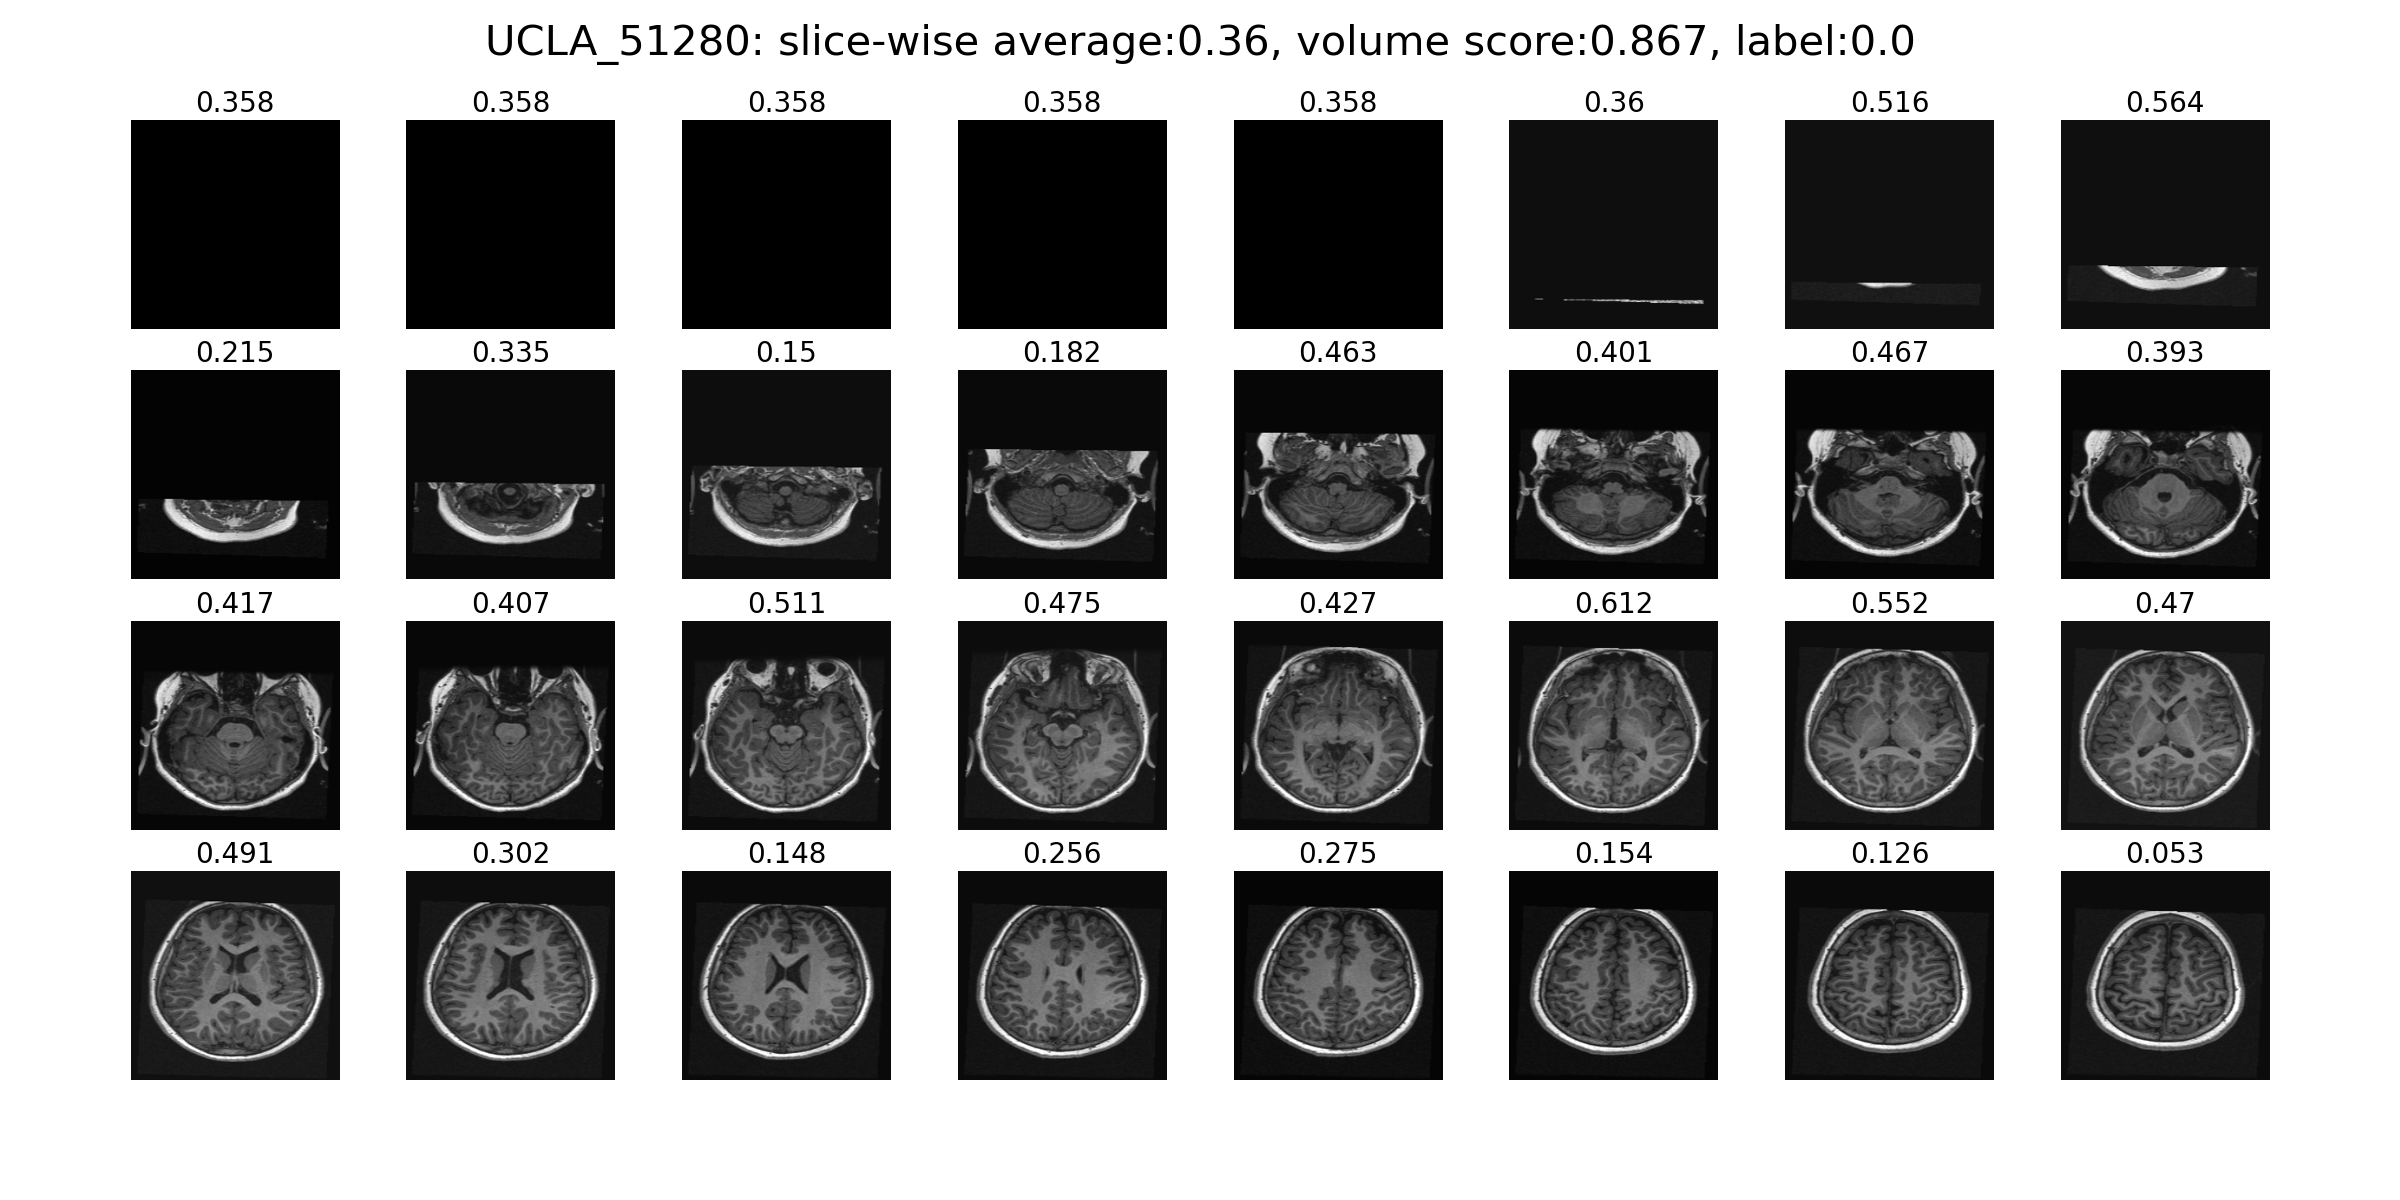 UCLA_51280: slice-wise average:0.36, volume score:0.867, label:0.0
0.358 0.358 0.358 0.358 0.358 0.36 0.516 0.564
0.215 0.335 0.15 0.182 0.463 0.401 0.467 0.393
0.417 0.407 0.511 0.475 0.427 0.612 0.552 0.47
0.491 0.302 0.148 0.256 0.275 0.154 0.126 0.053